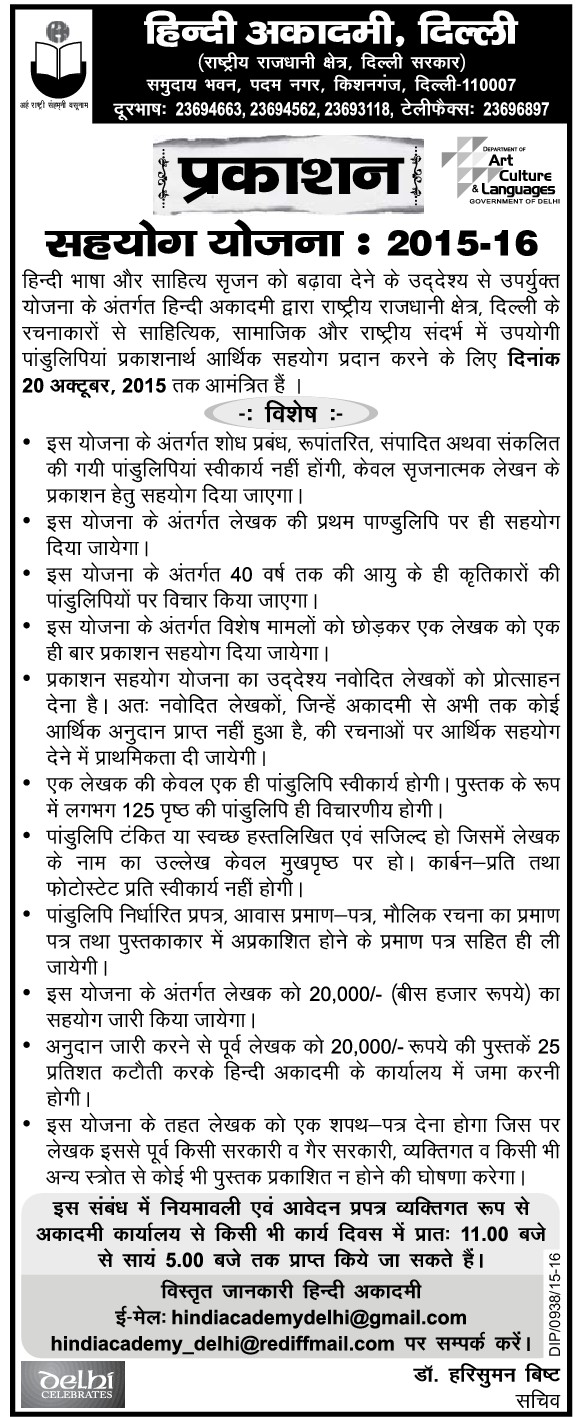 हिन्दी अकादमी, दिल्ली
(राष्ट्रीय राजधानी क्षेत्र, दिल्ली सरकार)
समुदाय भवन, पदम नगर, किशनगंज, दिल्ली-110007
दूरभाषः 23694663, 23694562, 23693118, टेलीफैक्सः 23696897
प्रकाशन
DEPARTMENT OF
Art
Culture
& Languages
GOVERNMENT OF DELHI
सहयोग योजना : 2015-16
हिन्दी भाषा और साहित्य सृजन को बढ़ावा देने के उद्देश्य से उपर्युक्त
योजना के अंतर्गत हिन्दी अकादमी द्वारा राष्ट्रीय राजधानी क्षेत्र, दिल्ली के
रचनाकारों से साहित्यिक, सामाजिक और राष्ट्रीय संदर्भ में उपयोगी
पांडुलिपियां प्रकाशनार्थ आर्थिक सहयोग प्रदान करने के लिए दिनांक
20 अक्टूबर, 2015 तक आमंत्रित हैं ।
-: विशेष :-
• इस योजना के अंतर्गत शोध प्रबंध, रूपांतरित, संपादित अथवा संकलित
की गयी पांडुलिपियां स्वीकार्य नहीं होंगी, केवल सृजनात्मक लेखन के
प्रकाशन हेतु सहयोग दिया जाएगा।
• इस योजना के अंतर्गत लेखक की प्रथम पाण्डुलिपि पर ही सहयोग
दिया जायेगा।
• इस योजना के अंतर्गत 40 वर्ष तक की आयु के ही कृतिकारों की
पांडुलिपियों पर विचार किया जाएगा।
• इस योजना के अंतर्गत विशेष मामलों को छोड़कर एक लेखक को एक
ही बार प्रकाशन सहयोग दिया जायेगा।
• प्रकाशन सहयोग योजना का उद्देश्य नवोदित लेखकों को प्रोत्साहन
देना है। अतः नवोदित लेखकों, जिन्हें अकादमी से अभी तक कोई
आर्थिक अनुदान प्राप्त नहीं हुआ है, की रचनाओं पर आर्थिक सहयोग
देने में प्राथमिकता दी जायेगी।
• एक लेखक की केवल एक ही पांडुलिपि स्वीकार्य होगी। पुस्तक के रूप
में लगभग 125 पृष्ठ की पांडुलिपि ही विचारणीय होगी।
• पांडुलिपि टंकित या स्वच्छ हस्तलिखित एवं सजिल्द हो जिसमें लेखक
के नाम का उल्लेख केवल मुखपृष्ठ पर हो। कार्बन–प्रति तथा
फोटोस्टेट प्रति स्वीकार्य नहीं होगी।
• पांडुलिपि निर्धारित प्रपत्र, आवास प्रमाण–पत्र, मौलिक रचना का प्रमाण
पत्र तथा पुस्तकाकार में अप्रकाशित होने के प्रमाण पत्र सहित ही ली
जायेगी।
• इस योजना के अंतर्गत लेखक को 20,000/- (बीस हजार रूपये) का
सहयोग जारी किया जायेगा।
• अनुदान जारी करने से पूर्व लेखक को 20,000/- रूपये की पुस्तकें 25
प्रतिशत कटौती करके हिन्दी अकादमी के कार्यालय में जमा करनी
होगी।
• इस योजना के तहत लेखक को एक शपथ–पत्र देना होगा जिस पर
लेखक इससे पूर्व किसी सरकारी व गैर सरकारी, व्यक्तिगत व किसी भी
अन्य स्त्रोत से कोई भी पुस्तक प्रकाशित न होने की घोषणा करेगा।
इस संबंध में नियमावली एवं आवेदन प्रपत्र व्यक्तिगत रूप से
अकादमी कार्यालय से किसी भी कार्य दिवस में प्रातः 11.00 बजे
से सायं 5.00 बजे तक प्राप्त किये जा सकते हैं।
विस्तृत जानकारी हिन्दी अकादमी
ई-मेलः hindiacademydelhi@gmail.com
hindiacademy_delhi@rediffmail.com पर सम्पर्क करें।
DIP/0938/15-16
delhi
CELEBRATES
डॉ. हरिसुमन बिष्ट
सचिव